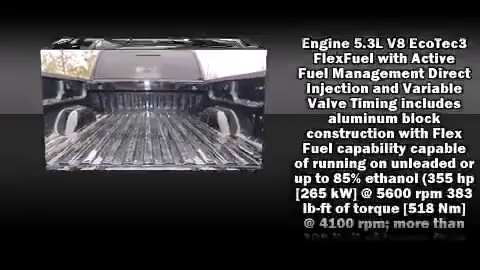 Engine 5.3L V8 EcoTec3
FlexFuel with Active
Fuel Management Direct
Injection and Variable
Valve Timing includes
aluminum block
construction with Flex
Fuel capability capable
of running on unleaded or
up to 85% ethanol (355 hp
[265 kW] @ 5600 rpm 383
lb-ft of torque [518 Nm]
@ 4100 rpm; more than